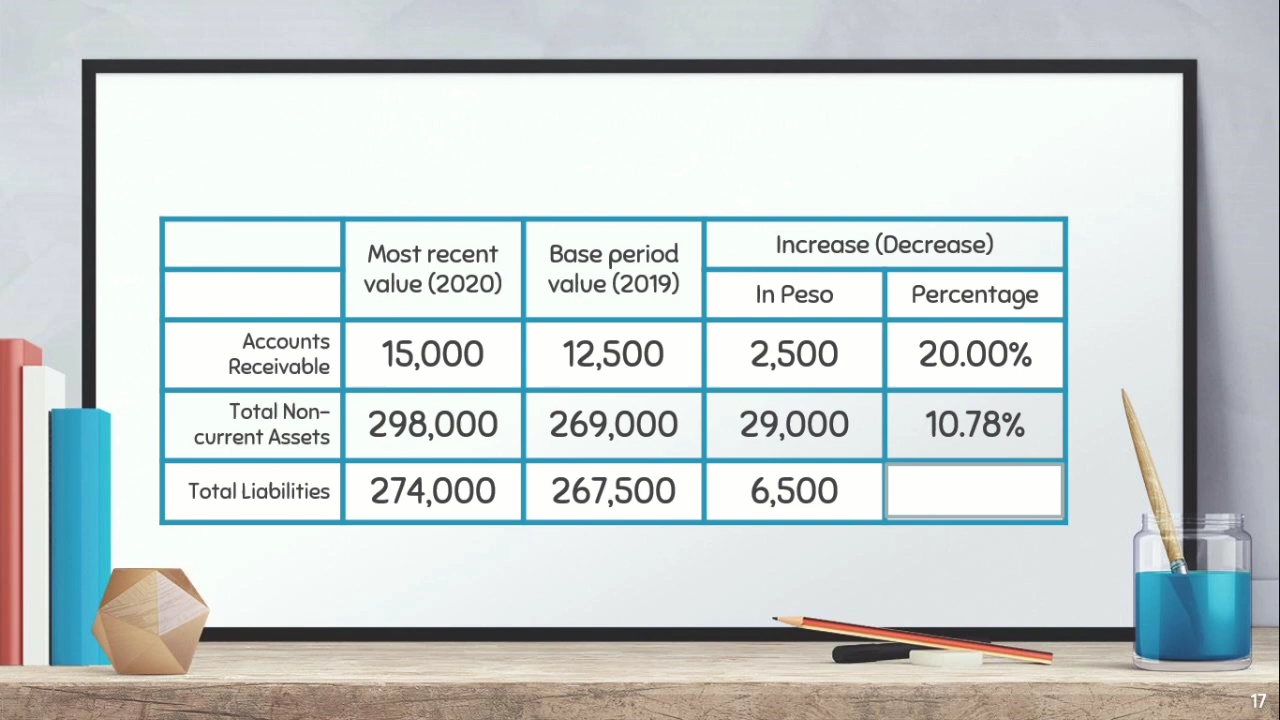 Most recent
value (2020)
Base period
value (2019)
Increase (Decrease)
In Peso
Percentage
Accounts
Receivable
15,000
12,500
2,500
20.00%
Total Non-
current Assets
298,000
269,000
29,000
10.78%
Total Liabilities
274,000
267,500
6,500
17